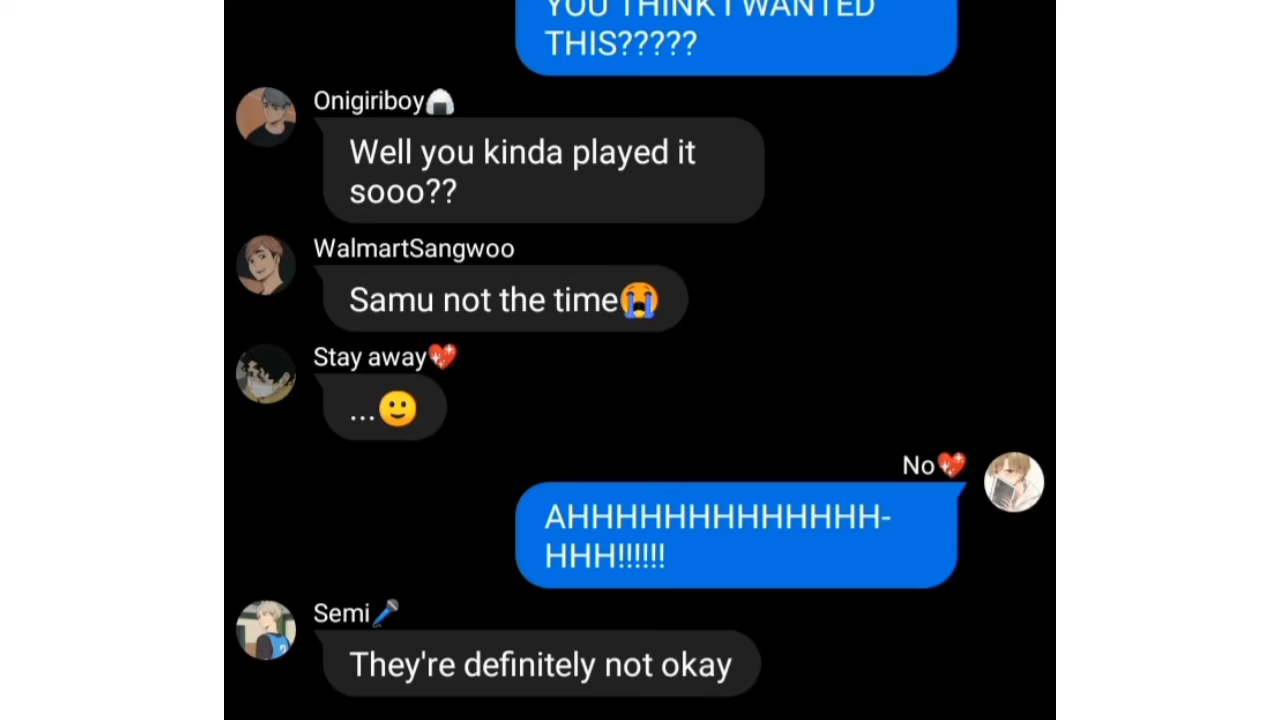 YOU THINK I WANTED
THIS?????
Onigiriboy🍙
Well you kinda played it
sooo??
WalmartSangwoo
Samu not the time😭
Stay away💖
...🙂
No💖
AHHHHHHHHHHHHH-
HHH!!!!!!
Semi🎤
They're definitely not okay